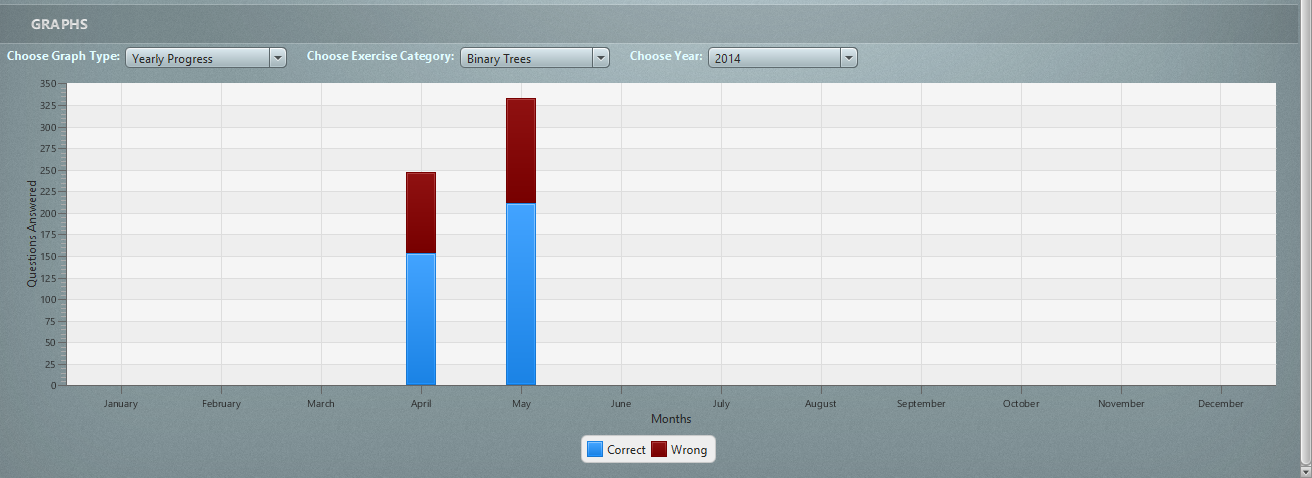 GRAPHS
Choose Graph Type: Yearly Progress Choose Exercise Category: Binary Trees Choose Year: 2014
350
325
300
275
250
225
200
175
150
125
100
75
50
25
0
Questions Answered
January February March April May June July August September October November December
Months
Correct Wrong